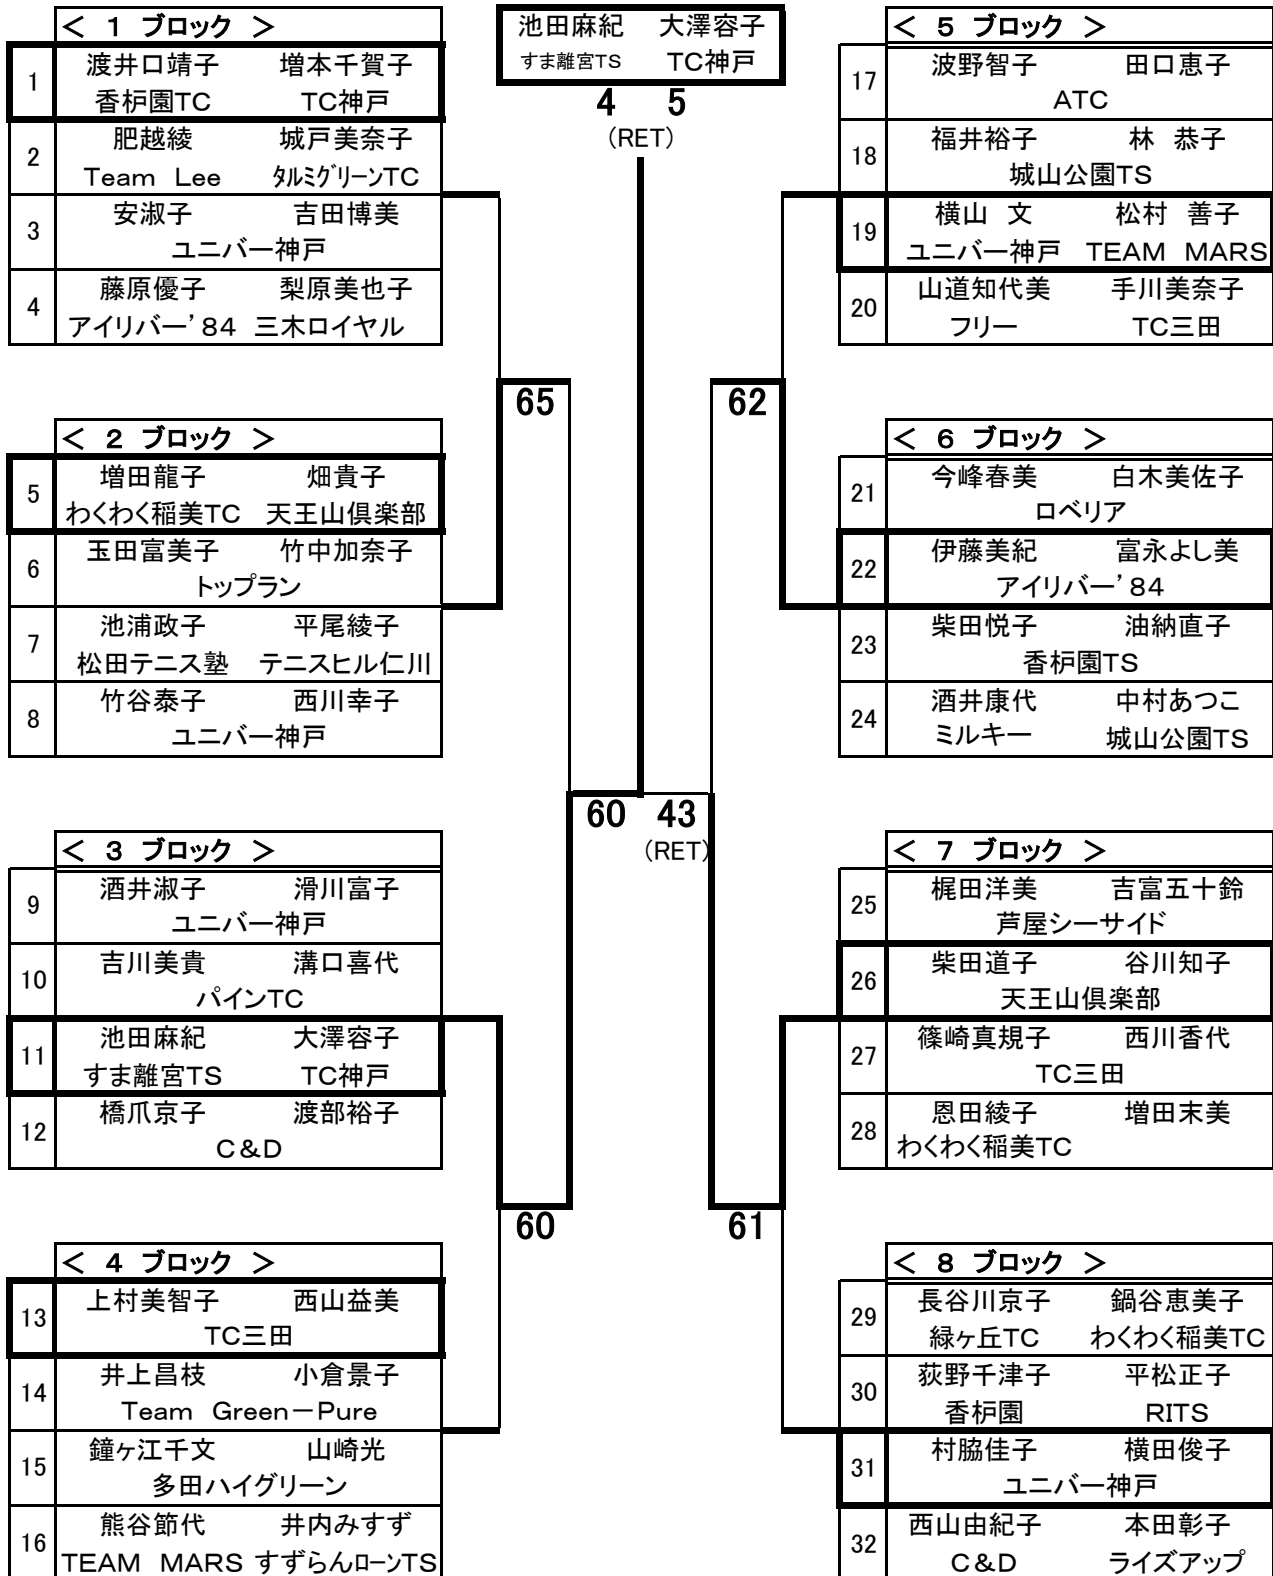 池田麻紀 大澤容子
すま離宮TS TC神戸
4 5
(RET)
< 1 ブロック >
1 渡井口靖子 増本千賀子
香枦園TC TC神戸
2 肥越綾 城戸美奈子
Team Lee タルミグリーンTC
3 安淑子 吉田博美
ユニバー神戸
4 藤原優子 梨原美也子
アイリバー’84 三木ロイヤル
< 2 ブロック >
5 増田龍子 畑貴子
わくわく稲美TC 天王山倶楽部
6 玉田富美子 竹中加奈子
トップラン
7 池浦政子 平尾綾子
松田テニス塾 テニスヒル仁川
8 竹谷泰子 西川幸子
ユニバー神戸
< 3 ブロック >
9 酒井淑子 滑川富子
ユニバー神戸
10 吉川美貴 溝口喜代
パインTC
11 池田麻紀 大澤容子
すま離宮TS TC神戸
12 橋爪京子 渡部裕子
C&D
< 4 ブロック >
13 上村美智子 西山益美
TC三田
14 井上昌枝 小倉景子
Team Green-Pure
15 鐘ヶ江千文 山崎光
多田ハイグリーン
16 熊谷節代 井内みすず
TEAM MARS すずらんローンTS
65
62
60 43
(RET)
60
61
< 5 ブロック >
17 波野智子 田口恵子
ATC
18 福井裕子 林 恭子
城山公園TS
19 横山 文 松村 善子
ユニバー神戸 TEAM MARS
20 山道知代美 手川美奈子
フリー TC三田
< 6 ブロック >
21 今峰春美 白木美佐子
ロベリア
22 伊藤美紀 富永よし美
アイリバー’84
23 柴田悦子 油納直子
香枦園TS
24 酒井康代 中村あつこ
ミルキー 城山公園TS
< 7 ブロック >
25 梶田洋美 吉富五十鈴
芦屋シーサイド
26 柴田道子 谷川知子
天王山倶楽部
27 篠崎真規子 西川香代
TC三田
28 恩田綾子 増田末美
わくわく稲美TC
< 8 ブロック >
29 長谷川京子 鍋谷恵美子
緑ヶ丘TC わくわく稲美TC
30 荻野千津子 平松正子
香枦園 RITS
31 村脇佳子 横田俊子
ユニバー神戸
32 西山由紀子 本田彰子
C&D ライズアップ